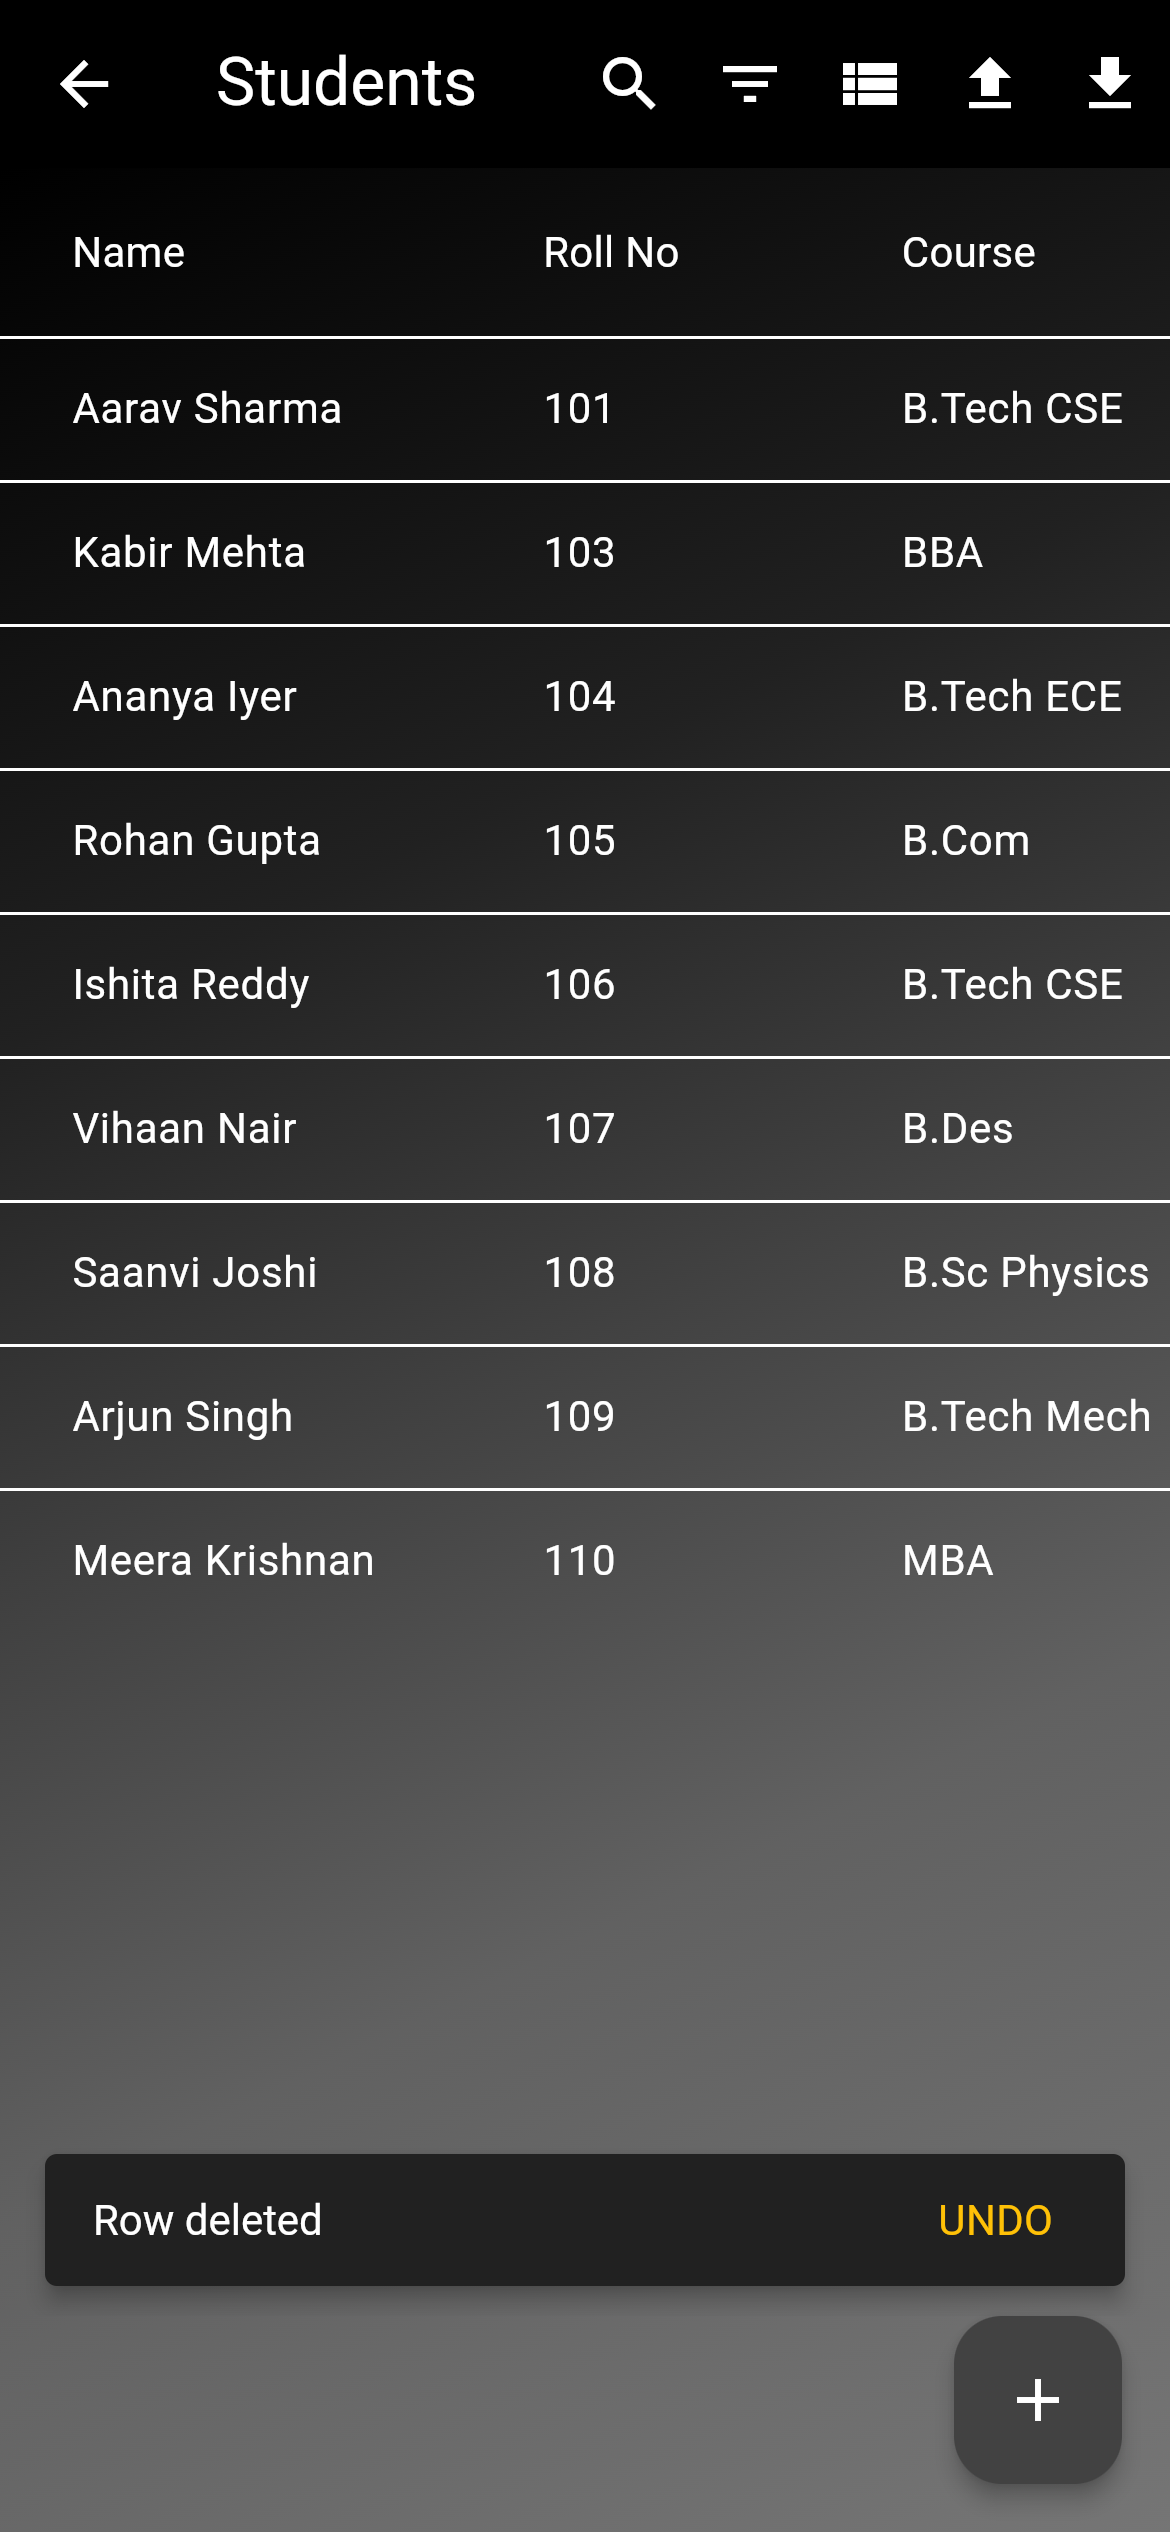 Students
Name Roll No Course
Aarav Sharma 101 B.Tech CSE
Kabir Mehta 103 BBA
Ananya Iyer 104 B.Tech ECE
Rohan Gupta 105 B.Com
Ishita Reddy 106 B.Tech CSE
Vihaan Nair 107 B.Des
Saanvi Joshi 108 B.Sc Physics
Arjun Singh 109 B.Tech Mech
Meera Krishnan 110 MBA
Row deleted UNDO